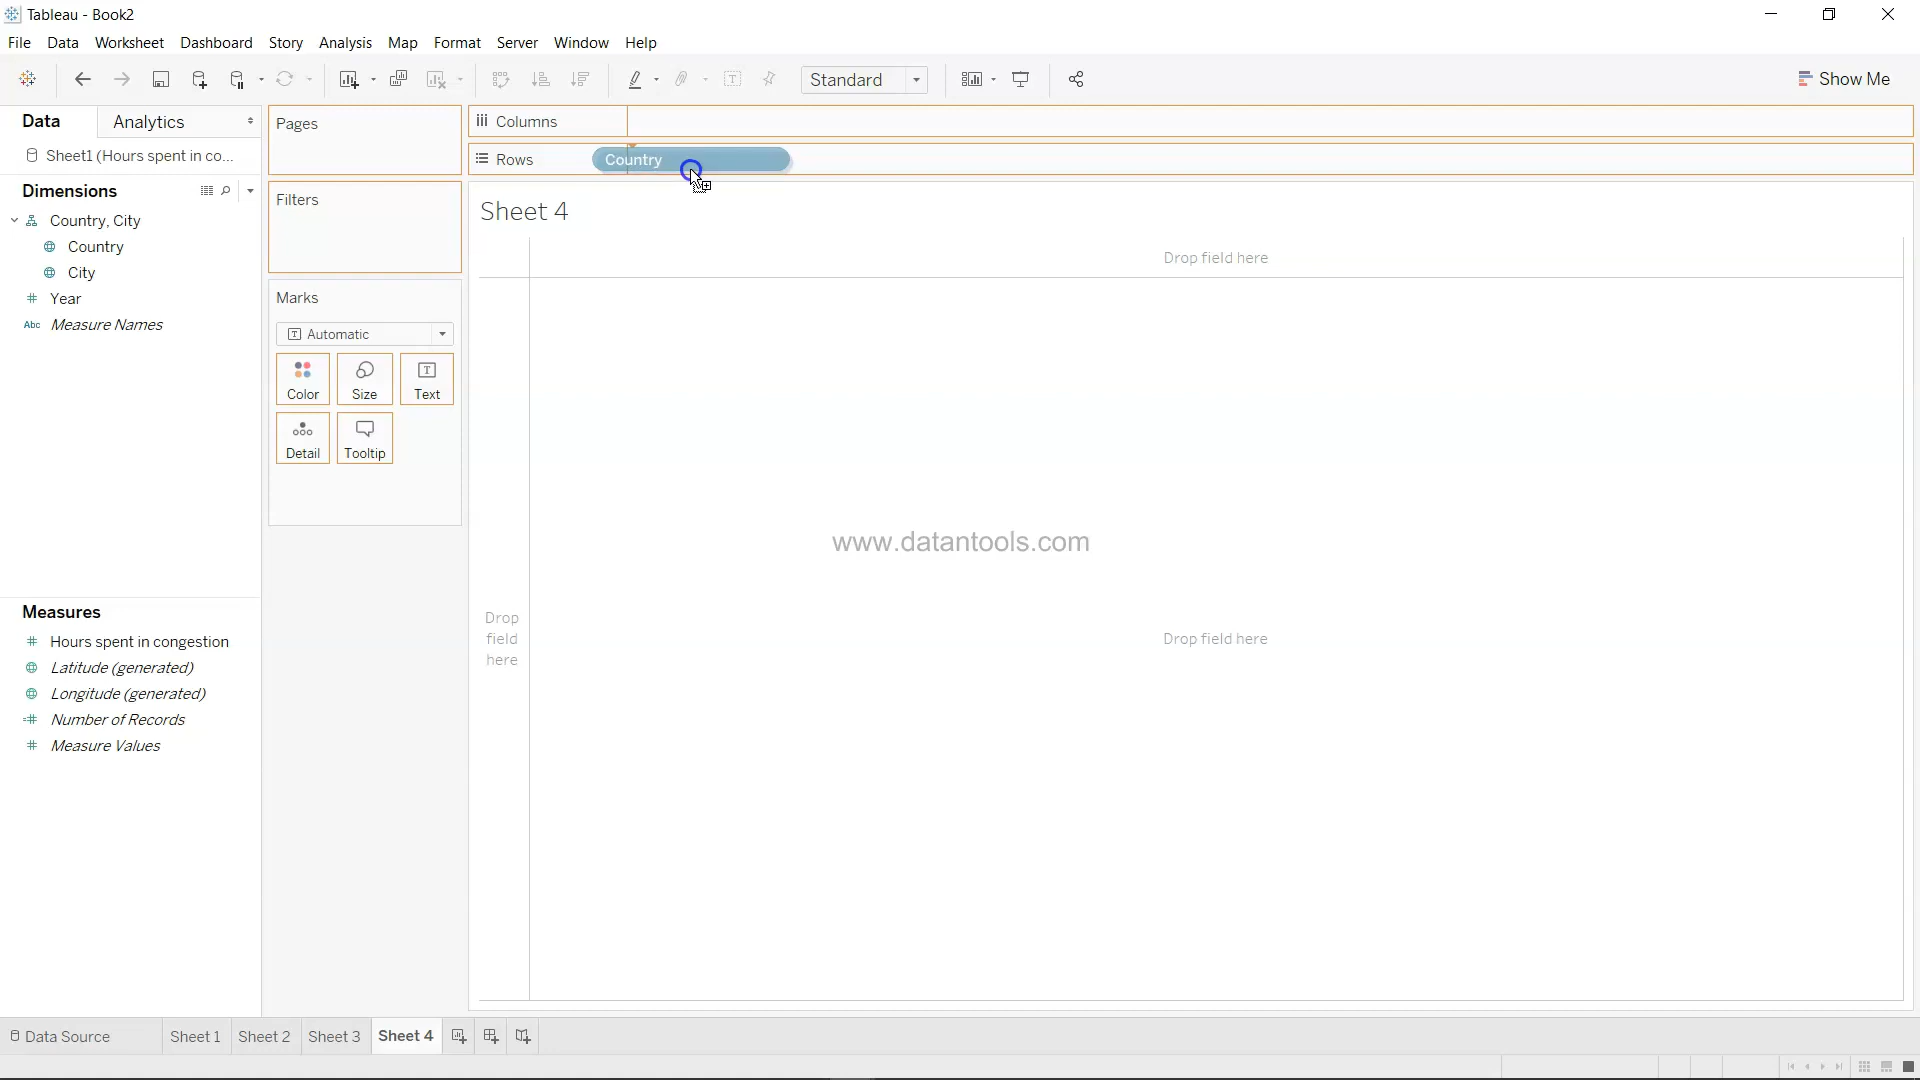 Tableau - Book2
File Data Worksheet Dashboard Story Analysis Map Format Server Window Help
Standard
Show Me
Data Analytics
Sheet1 (Hours spent in co...
Dimensions
Country, City
Country
City
Year
Abc Measure Names
Measures
Hours spent in congestion
Latitude (generated)
Longitude (generated)
Number of Records
Measure Values
Pages
Filters
Marks
Automatic
Color Size Text
Detail Tooltip
Columns
Rows Country
Sheet 4
Drop field here
www.datantools.com
Drop
field
here
Drop field here
Data Source Sheet 1 Sheet 2 Sheet 3 Sheet 4